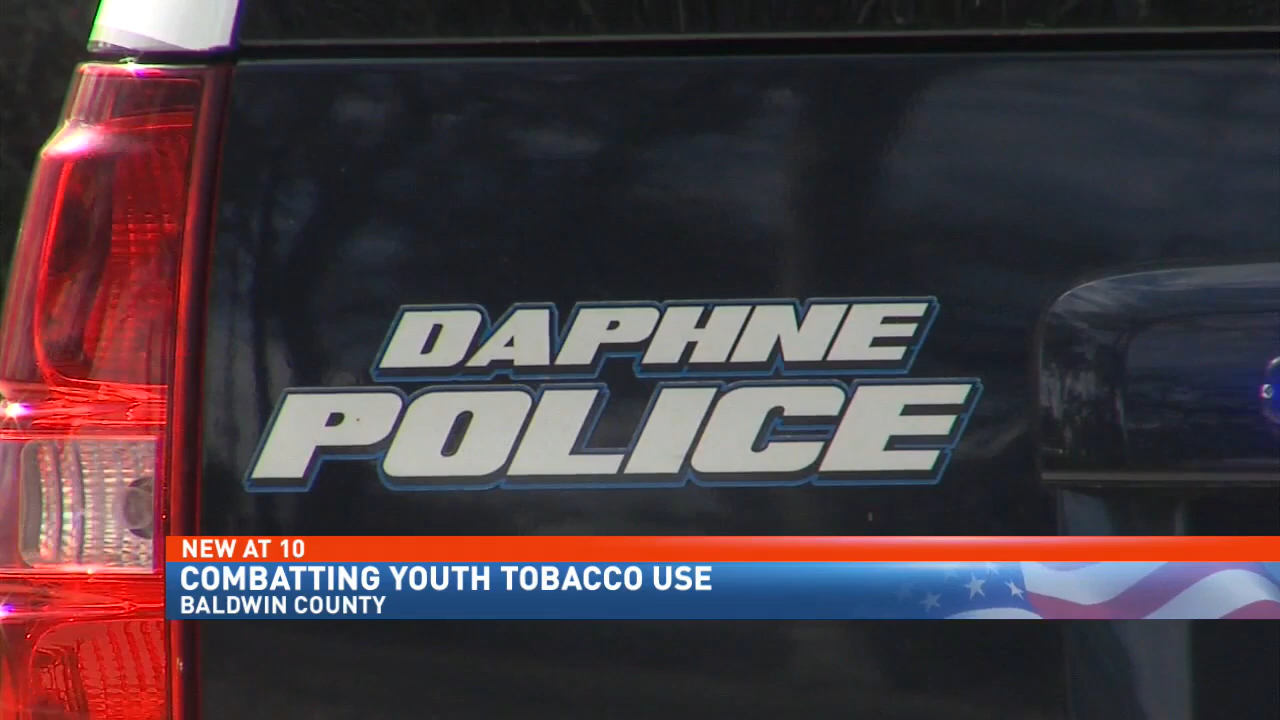 DAPHNE
POLICE
NEW AT 10
COMBATTING YOUTH TOBACCO USE
BALDWIN COUNTY